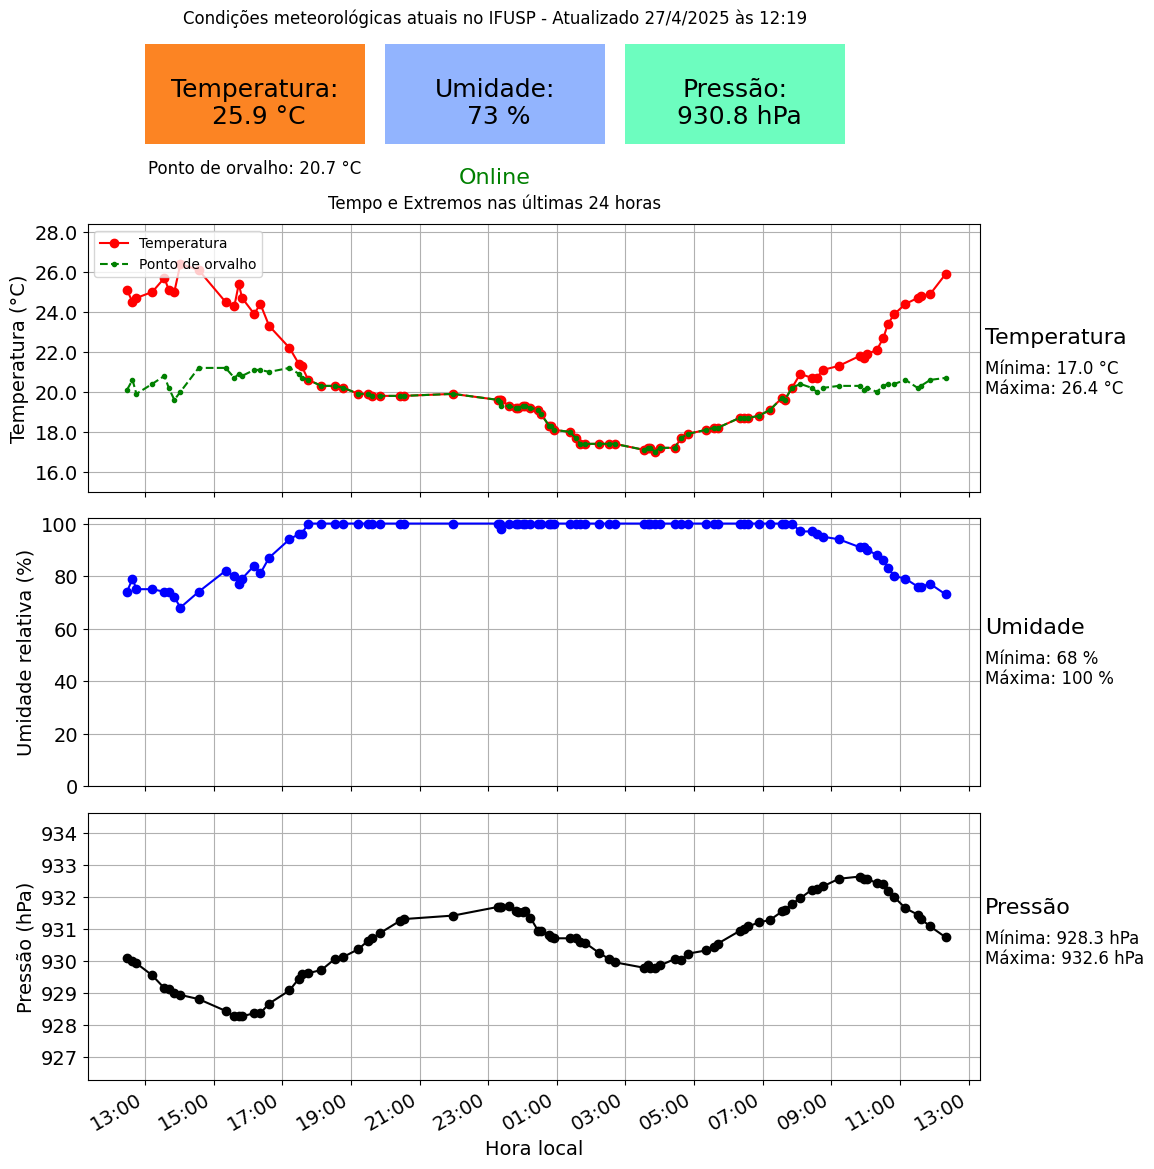 Condições meteorológicas atuais no IFUSP - Atualizado 27/4/2025 às 12:19
Temperatura:
25.9 °C
Umidade:
73 %
Pressão:
930.8 hPa
Ponto de orvalho: 20.7 °C
Online
Tempo e Extremos nas últimas 24 horas
Temperatura (°C)
28.0
26.0
24.0
22.0
20.0
18.0
16.0
Temperatura
Ponto de orvalho
Temperatura
Mínima: 17.0 °C
Máxima: 26.4 °C
Umidade relativa (%)
100
80
60
40
20
0
Umidade
Mínima: 68 %
Máxima: 100 %
Pressão (hPa)
934
933
932
931
930
929
928
927
Pressão
Mínima: 928.3 hPa
Máxima: 932.6 hPa
13:00
15:00
17:00
19:00
21:00
23:00
01:00
03:00
05:00
07:00
09:00
11:00
13:00
Hora local